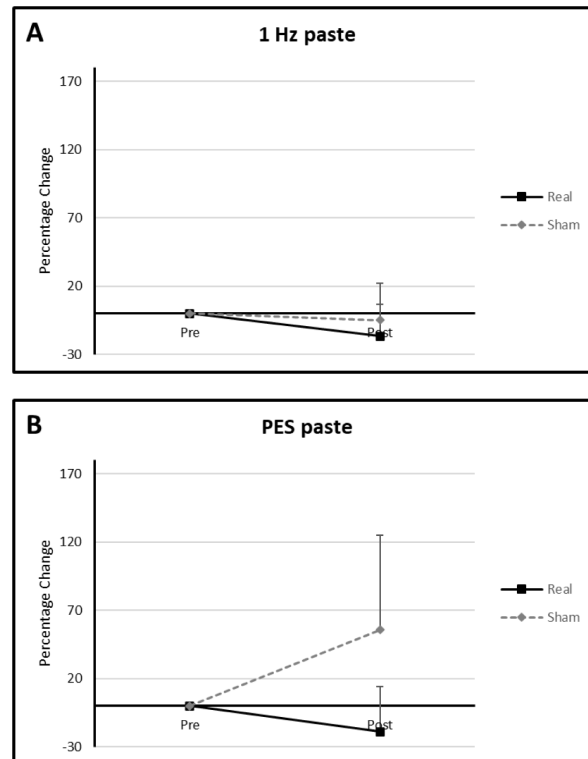 A
1 Hz paste
170
120
70
20
-30
Percentage Change
Pre
Post
Real
Sham
B
PES paste
170
120
70
20
-30
Percentage Change
Pre
Post
Real
Sham